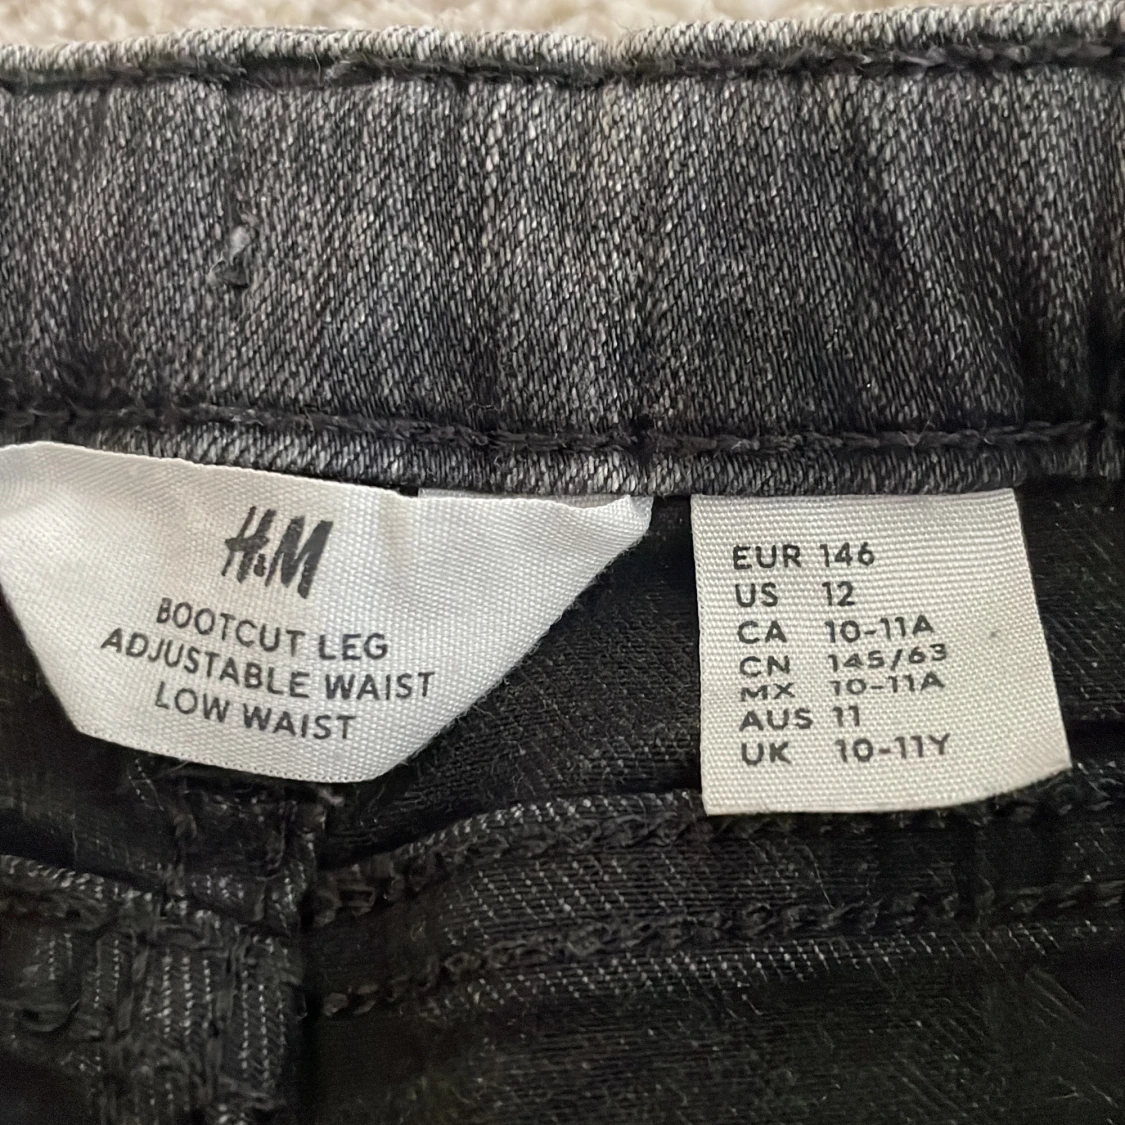 H&M
BOOTCUT LEG
ADJUSTABLE WAIST
LOW WAIST
EUR 146
US 12
CA 10-11A
CN 145/63
MX 10-11A
AUS 11
UK 10-11Y